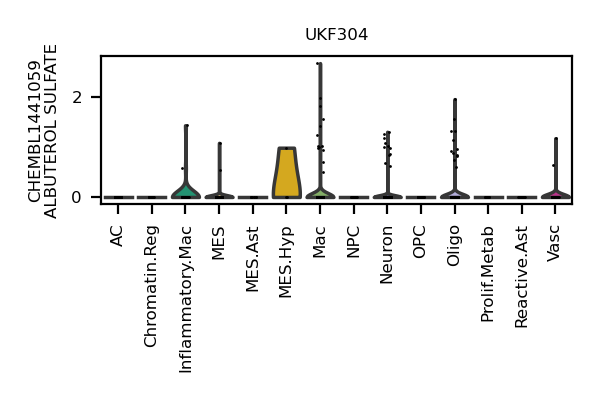 UKF304
CHEMBL1441059
ALBUTEROL SULFATE
2
0
AC
Chromatin.Reg
Inflammatory.Mac
MES
MES.Ast
MES.Hyp
Mac
NPC
Neuron
OPC
Oligo
Prolif.Metab
Reactive.Ast
Vasc